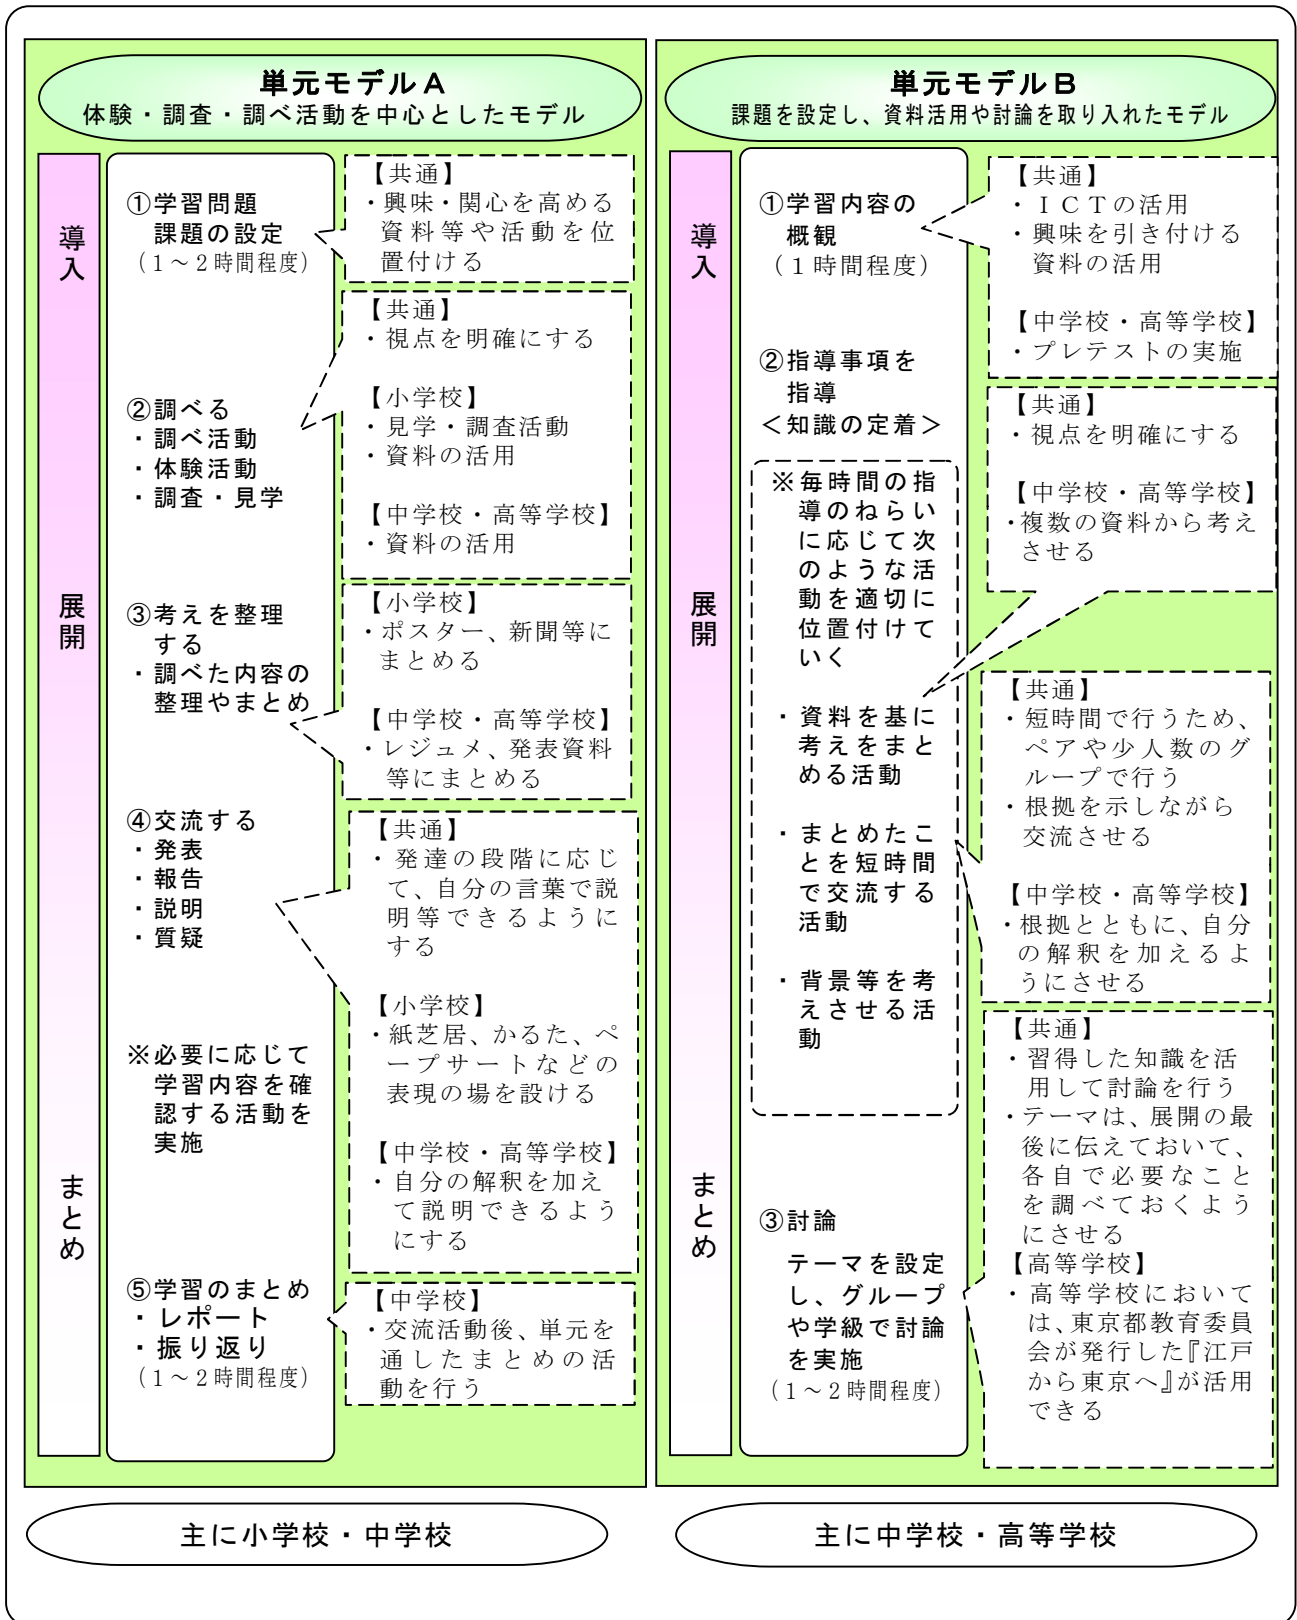 単元モデルA
体験・調査・調べ活動を中心としたモデル
導入
展開
まとめ
①学習問題
課題の設定
（１～２時間程度）
【共通】
・興味・関心を高める
資料等や活動を位
置付ける
②調べる
・調べ活動
・体験活動
・調査・見学
【共通】
・視点を明確にする
【小学校】
・見学・調査活動
・資料の活用
【中学校・高等学校】
・資料の活用
③考えを整理
する
・調べた内容の
整理やまとめ
【小学校】
・ポスター、新聞等に
まとめる
【中学校・高等学校】
・レジュメ、発表資料
等にまとめる
④交流する
・発表
・報告
・説明
・質疑
【共通】
・発達の段階に応じ
て、自分の言葉で説
明等できるように
する
【小学校】
・紙芝居、かるた、ペ
ープサートなどの
表現の場を設ける
【中学校・高等学校】
・自分の解釈を加え
て説明できるよう
にする
※必要に応じて
学習内容を確
認する活動を
実施
⑤学習のまとめ
・レポート
・振り返り
（１～２時間程度）
【中学校】
・交流活動後、単元を
通したまとめの活
動を行う
主に小学校・中学校
単元モデルB
課題を設定し、資料活用や討論を取り入れたモデル
導入
展開
まとめ
①学習内容の
概観
（１時間程度）
【共通】
・ＩＣＴの活用
・興味を引き付ける
資料の活用
【中学校・高等学校】
・プレテストの実施
②指導事項を
指導
＜知識の定着＞
【共通】
・視点を明確にする
【中学校・高等学校】
・複数の資料から考え
させる
※毎時間の指
導のねらい
に応じて次
のような活
動を適切に
位置付けて
いく
・資料を基に
考えをまと
める活動
・まとめたこ
とを短時間
で交流する
活動
・背景等を考
えさせる活
動
【共通】
・短時間で行うため、
ペアや少人数のグ
ループで行う
・根拠を示しながら
交流させる
【中学校・高等学校】
・根拠とともに、自分
の解釈を加えるよ
うにさせる
③討論
テーマを設定
し、グループ
や学級で討論
を実施
（１～２時間程度）
【共通】
・習得した知識を活
用して討論を行う
・テーマは、展開の最
後に伝えておいて、
各自で必要なこと
を調べておくよう
にさせる
【高等学校】
・高等学校において
は、東京都教育委員
会が発行した『江戸
から東京へ』が活用
できる
主に中学校・高等学校